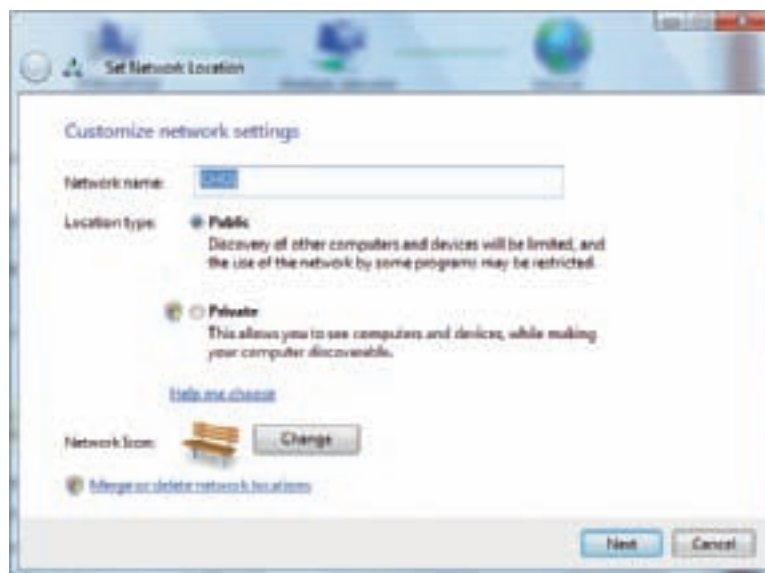 Set Network Location
Customize network settings
Network name:
Location type:
Public
Discovery of other computers and devices will be limited, and
the use of the network by some programs may be restricted.
Private
This allows you to see computers and devices, while making
your computer discoverable.
Help me choose
Network Icon:
Change
Merge or delete network locations
Next
Cancel